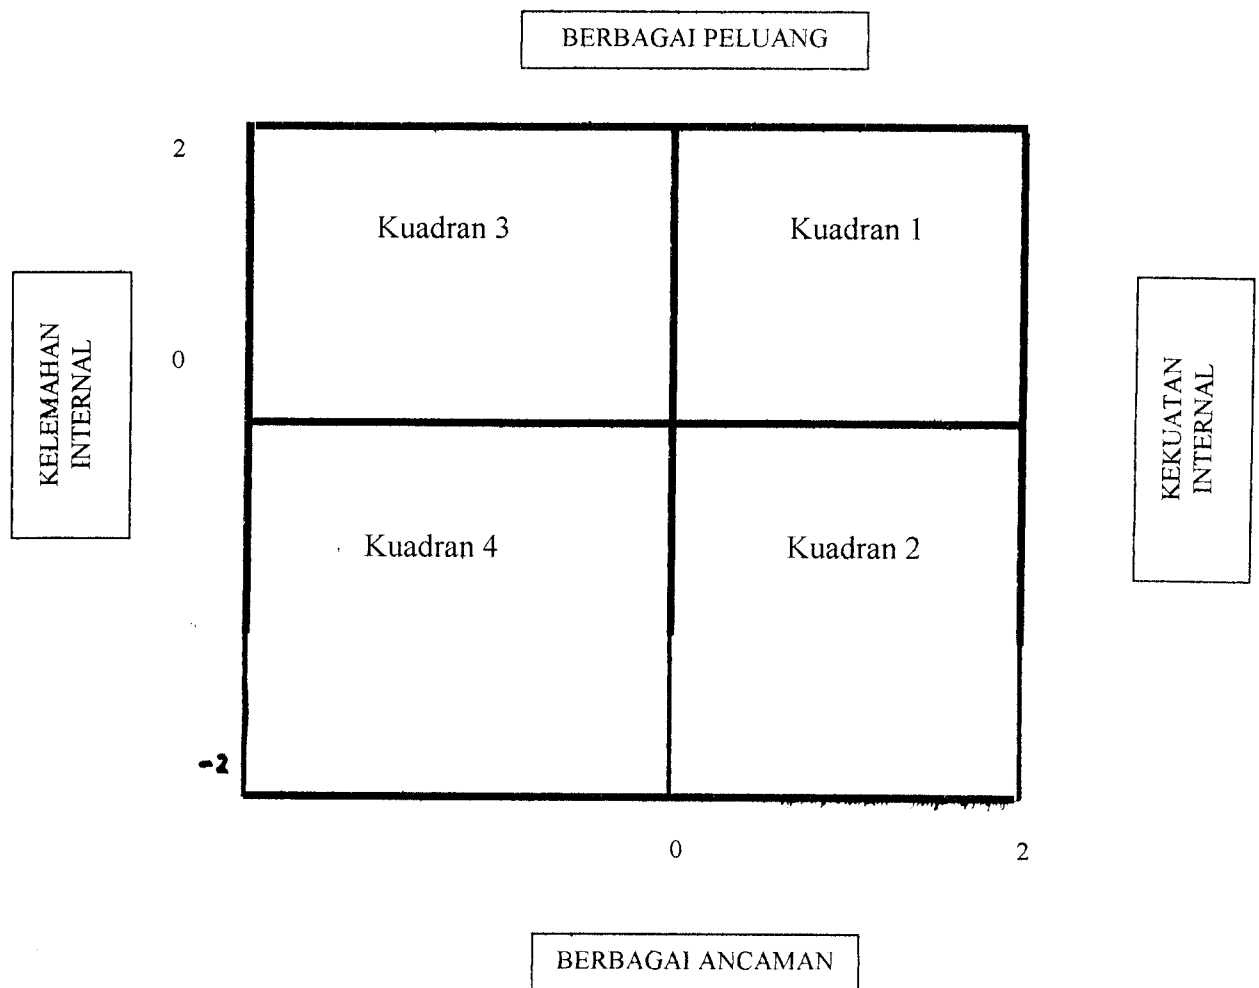 BERBAGAI PELUANG
2
Kuadran 3
Kuadran 1
KELEMAHAN
INTERNAL
0
KEKUATAN
INTERNAL
Kuadran 4
Kuadran 2
-2
0
2
BERBAGAI ANCAMAN